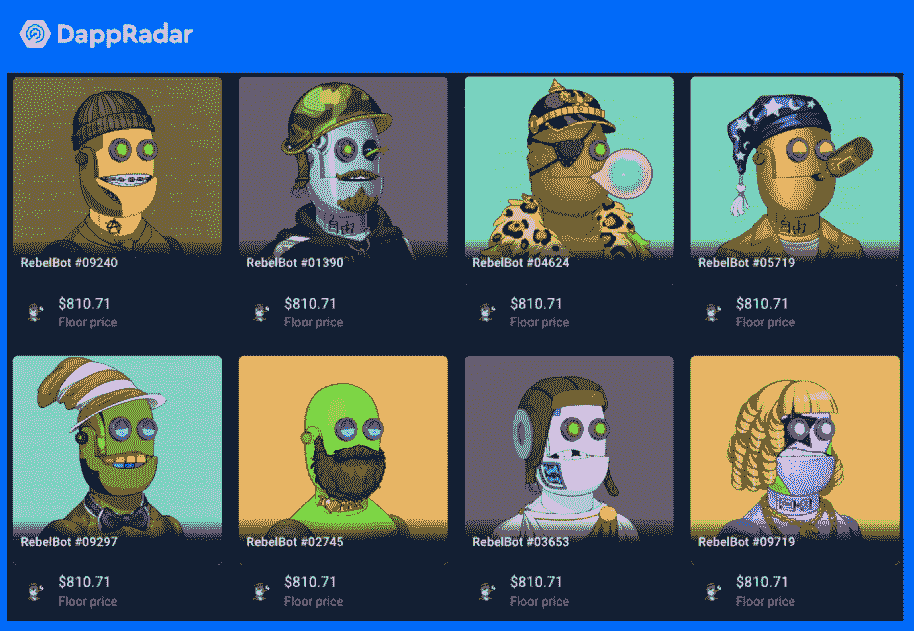 DappRadar
RebelBot #09240
RebelBot #01390
RebelBot #04624
RebelBot #05719
$810.71
$810.71
$810.71
$810.71
Floor price
Floor price
Floor price
Floor price
RebelBot #09297
RebelBot #02745
RebelBot #03653
RebelBot #09719
$810.71
$810.71
$810.71
$810.71
Floor price
Floor price
Floor price
Floor price
自由
自由